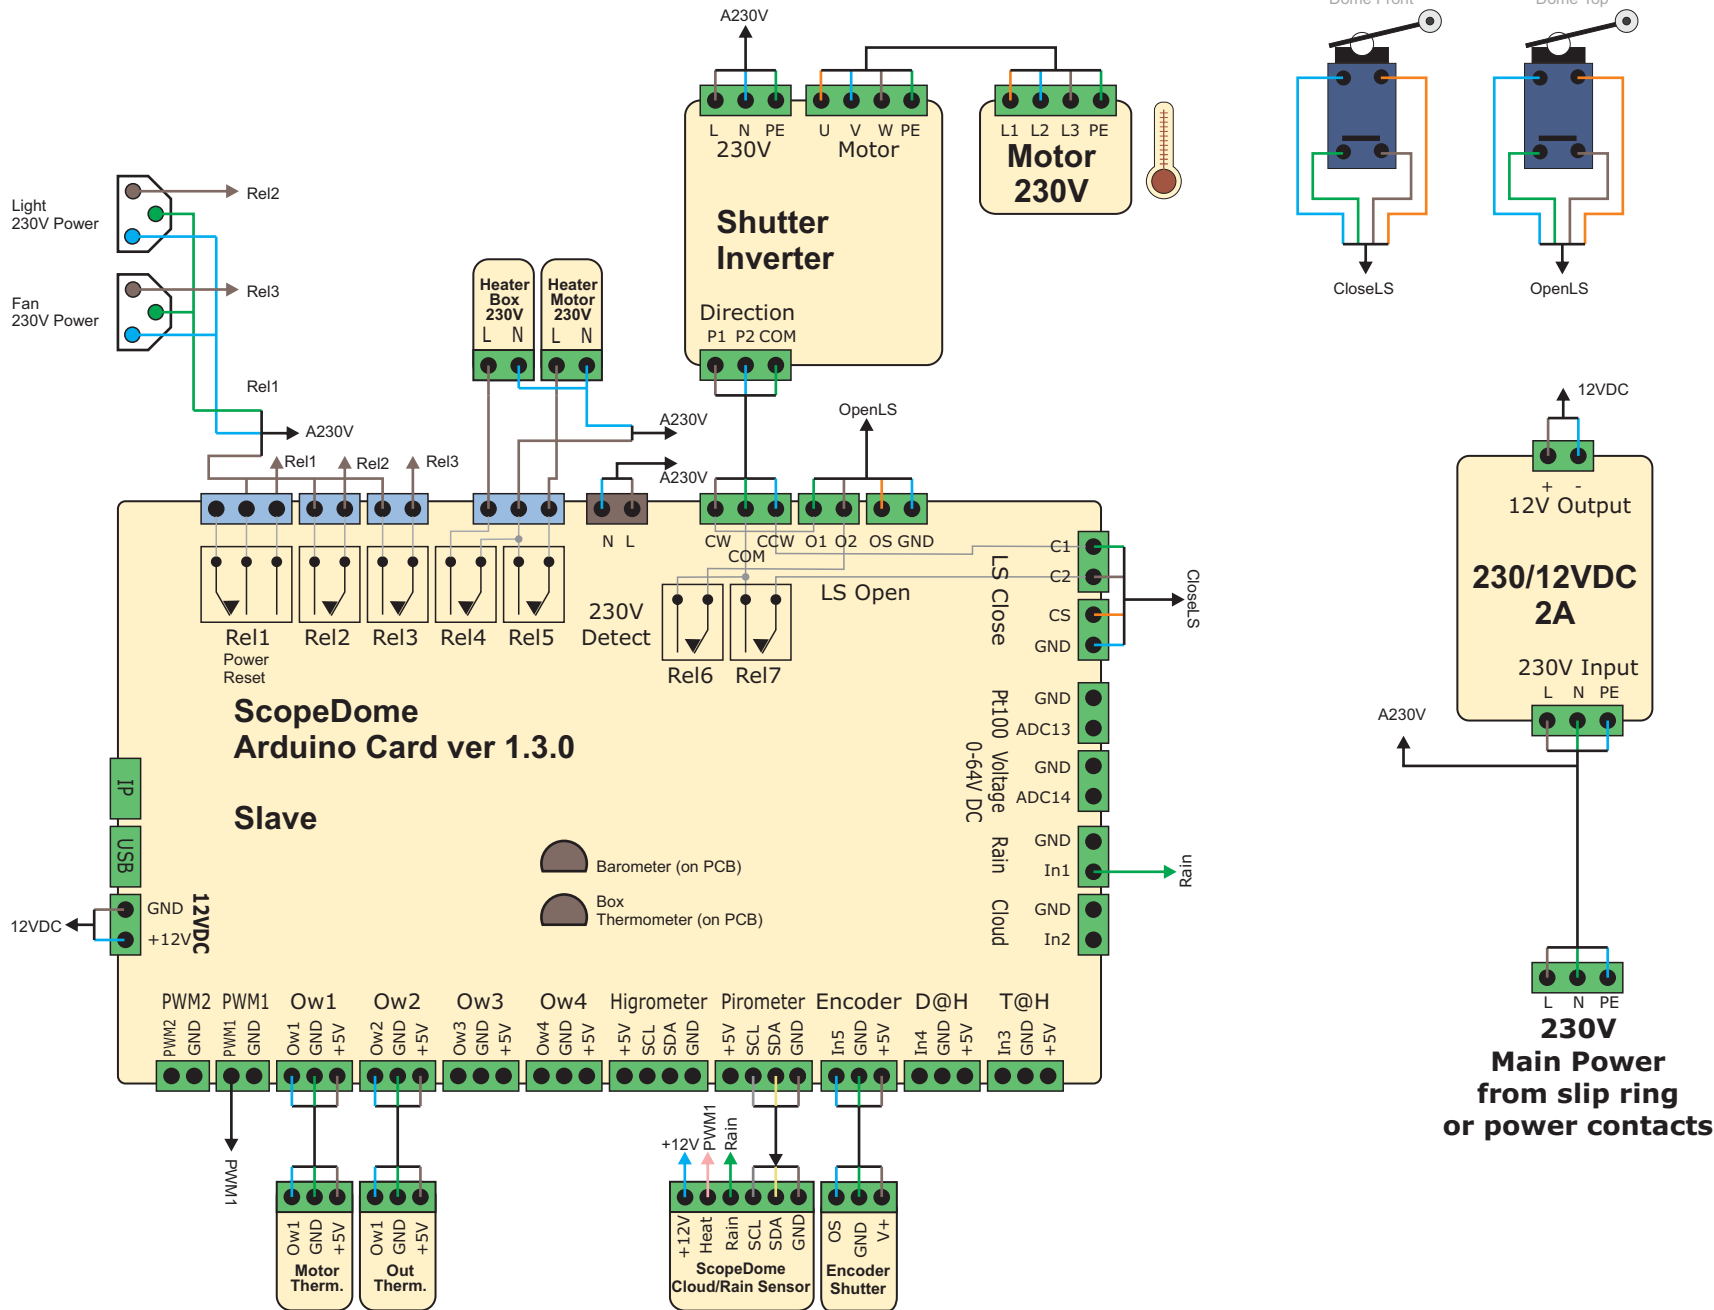 Dome Front
Dome Top
A230V
L N PE
230V
U V W PE
Motor
L1 L2 L3 PE
Motor
230V
Shutter
Inverter
Direction
P1 P2 COM
CloseLS
OpenLS
Light
230V Power
Rel2
Fan
230V Power
Rel3
Rel1
A230V
Heater
Box
230V
L N
Heater
Motor
230V
L N
A230V
A230V
OpenLS
Rel1
Rel2
Rel3
12VDC
+ -
12V Output
230/12VDC
2A
230V Input
L N PE
A230V
L N PE
230V
Main Power
from slip ring
or power contacts
N L
230V
Detect
CW
COM
CCW
O1 O2
OS GND
LS Open
C1
C2
CS
GND
LS Close
CloseLS
Rel1
Power
Reset
Rel2
Rel3
Rel4
Rel5
Rel6
Rel7
ScopeDome
Arduino Card ver 1.3.0
Slave
GND
ADC13
Pt100
GND
ADC14
Voltage
0-64V DC
GND
In1
Rain
Rain
GND
In2
Cloud
IP
USB
12VDC
GND
+12V
12VDC
Barometer (on PCB)
Box
Thermometer (on PCB)
PWM2
PWM1
Ow1
Ow2
Ow3
Ow4
Higrometer
Pirometer
Encoder
D@H
T@H
PWM2
GND
PWM1
GND
Ow1
GND
+5V
Ow2
GND
+5V
Ow3
GND
+5V
Ow4
GND
+5V
+5V
SCL
SDA
GND
+5V
SCL
SDA
GND
In5
GND
+5V
In4
GND
+5V
In3
GND
+5V
PWM1
+12V
PWM1
Rain
Ow1
GND
+5V
Motor
Therm.
Ow1
GND
+5V
Out
Therm.
+12V
Heat
Rain
SCL
SDA
GND
ScopeDome
Cloud/Rain Sensor
OS
GND
V+
Encoder
Shutter